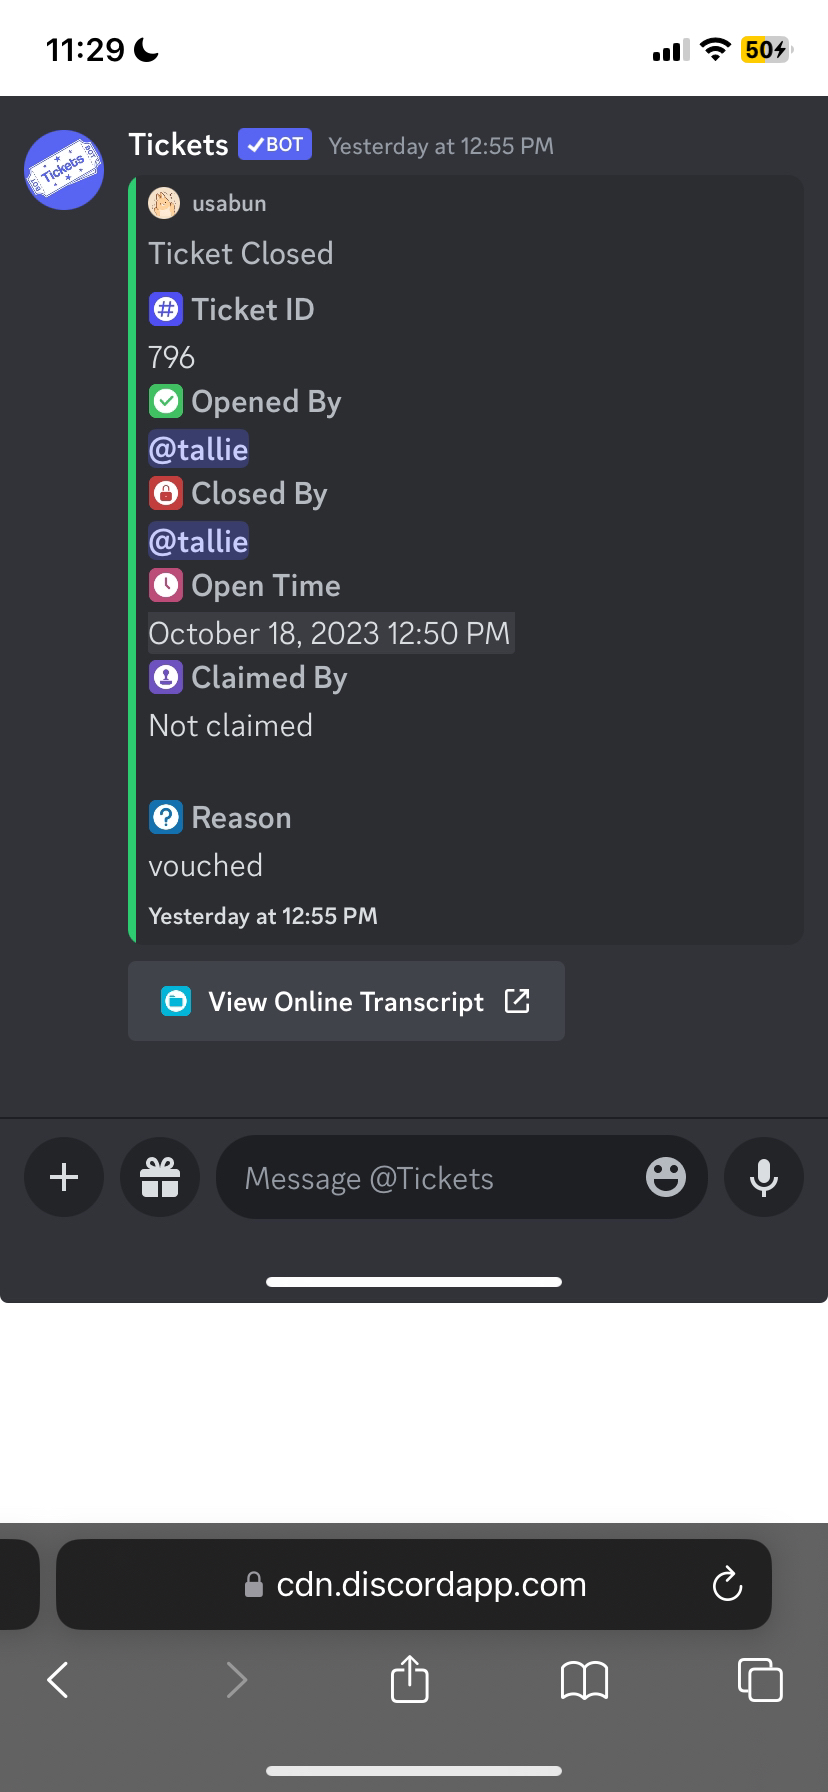 11:29
50
Tickets BOT Yesterday at 12:55 PM
Tickets
BOT
usabun
Ticket Closed
# Ticket ID
796
Opened By
@tallie
Closed By
@tallie
Open Time
October 18, 2023 12:50 PM
Claimed By
Not claimed
? Reason
vouched
Yesterday at 12:55 PM
View Online Transcript
Message @Tickets
cdn.discordapp.com